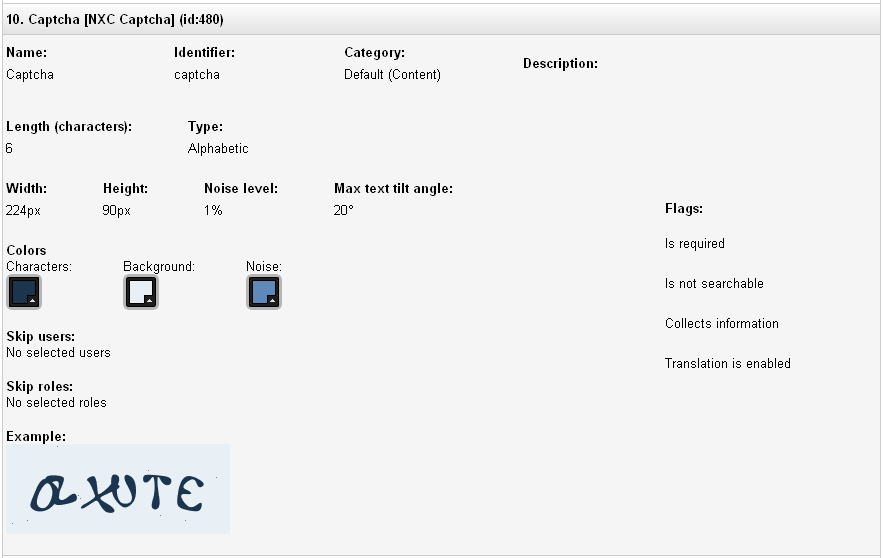 10. Captcha [NXC Captcha] (id:480)
Name: Identifier: Category: Description:
Captcha captcha Default (Content)
Length (characters): Type:
6 Alphabetic
Width: Height: Noise level: Max text tilt angle:
224px 90px 1% 20°
Flags:
Is required
Is not searchable
Collects information
Translation is enabled
Colors
Characters: Background: Noise:
Skip users:
No selected users
Skip roles:
No selected roles
Example: